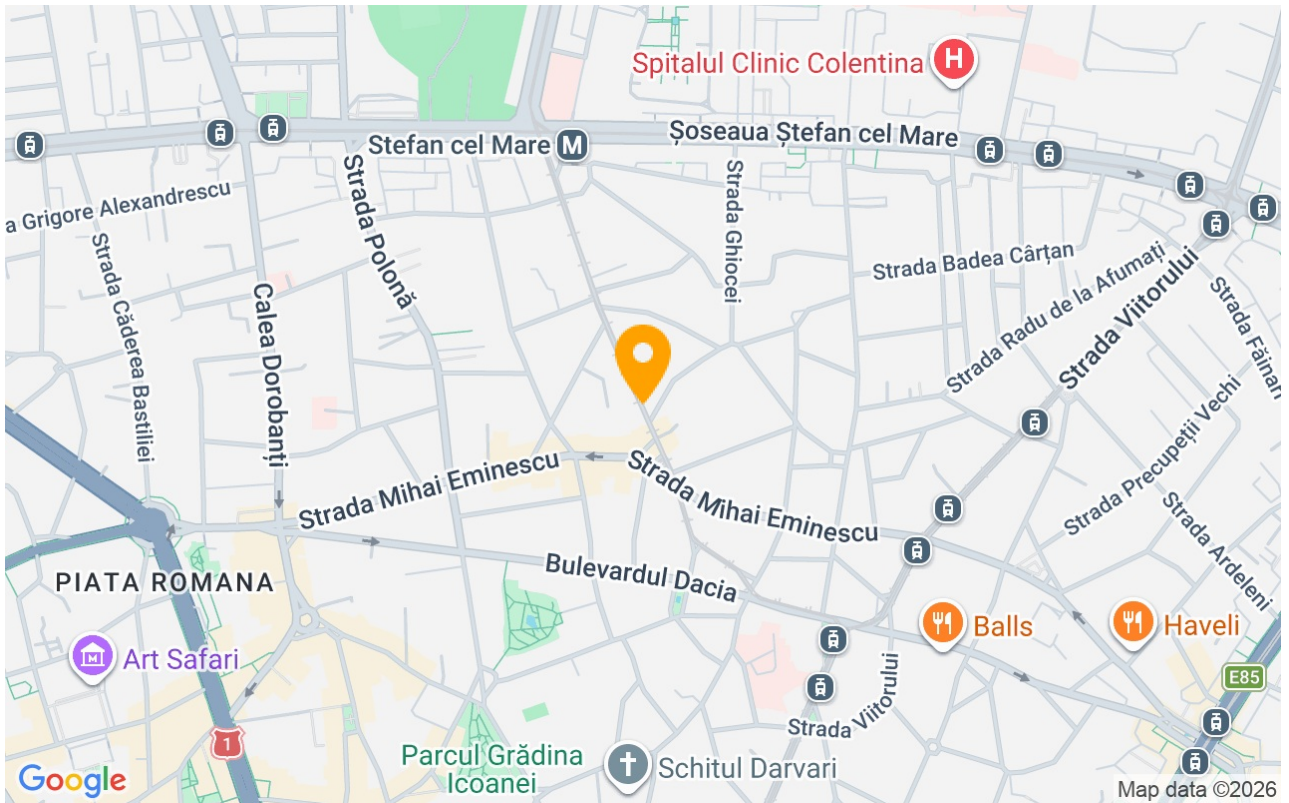 Spitalul Clinic Colentina
H
Stefan cel Mare
M
Șoseaua Ștefan cel Mare
a Grigore Alexandrescu
Strada Polonă
Strada Ghiocei
Strada Căderea Bastiliei
Calea Dorobanți
Strada Badea Cârțan
Strada Radu de la Afumați
Strada Viitorului
Strada Făinari
Strada Precupeții Vechi
Strada Mihai Eminescu
Strada Mihai Eminescu
Strada Ardeleni
Bulevardul Dacia
PIATA ROMANA
Balls
Haveli
Art Safari
E85
Strada Viitorului
1
Parcul Grădina
Icoanei
Schitul Darvari
Google
Map data ©2026